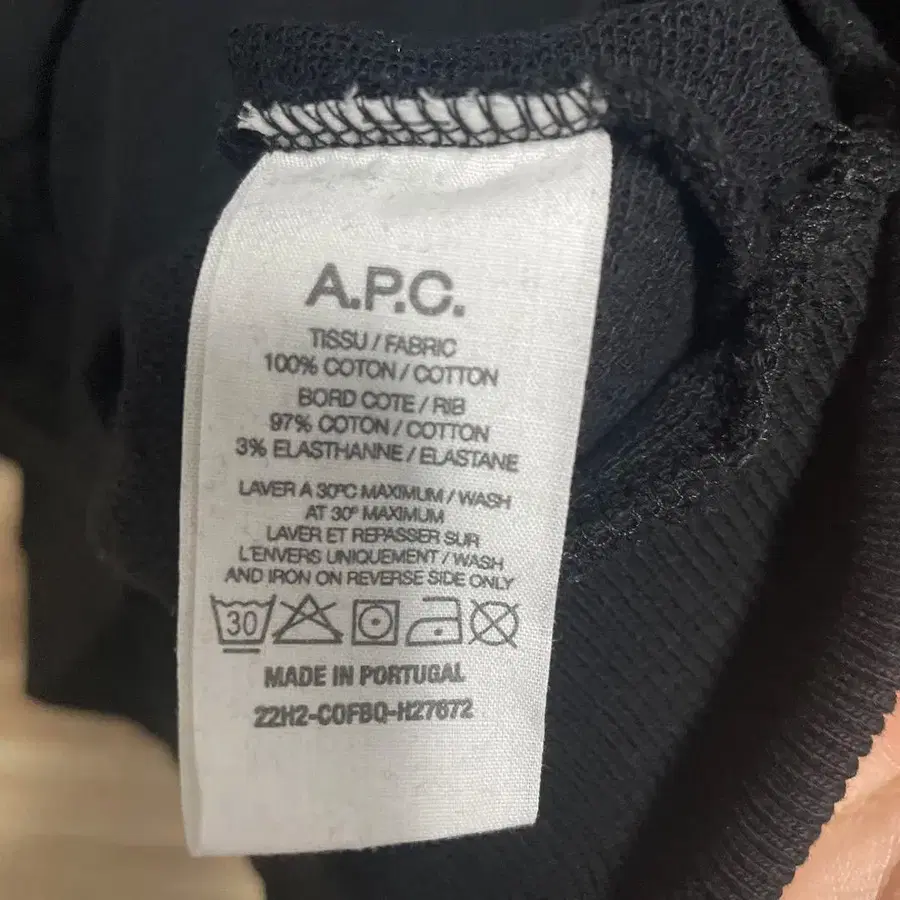 A.P.C.
TISSU / FABRIC
100% COTON / COTTON
BORD COTE / RIB
97% COTON / COTTON
3% ELASTHANNE / ELASTANE
LAVER A 30°C MAXIMUM / WASH
AT 30° MAXIMUM
LAVER ET REPASSER SUR
L'ENVERS UNIQUEMENT / WASH
AND IRON ON REVERSE SIDE ONLY
30
MADE IN PORTUGAL
22H2-COFBQ-H27672